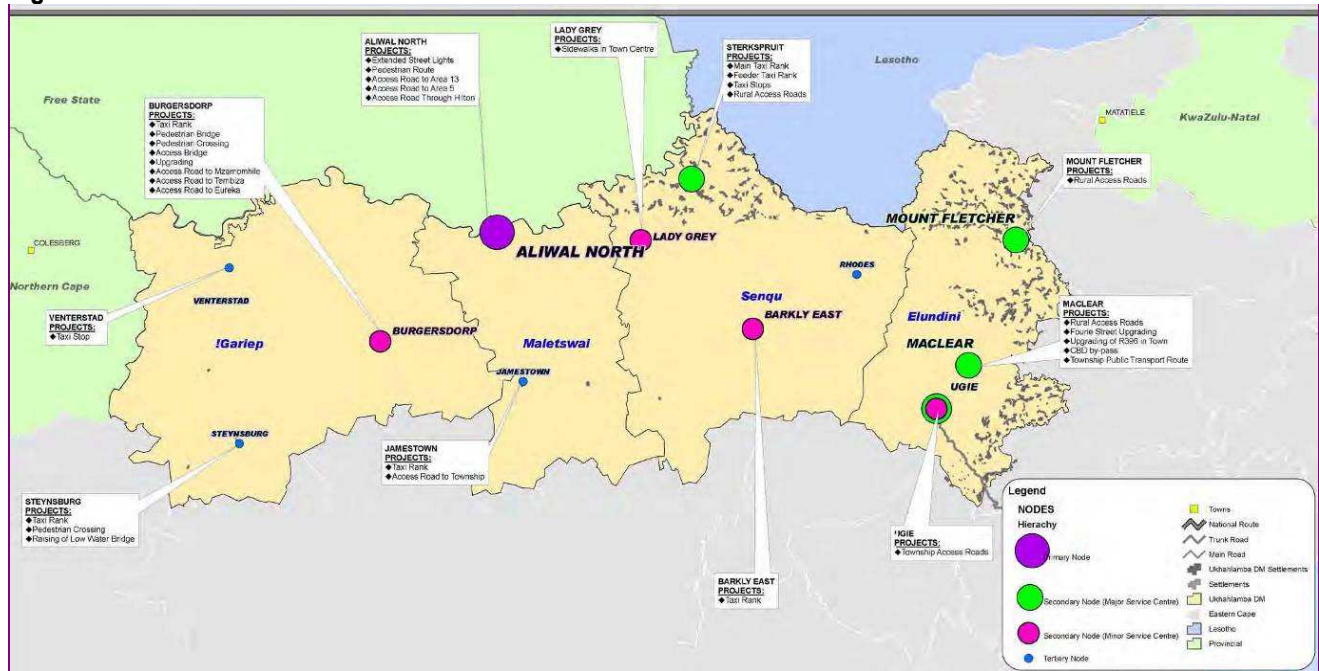 ALIWAL NORTH
PROJECTS:
◆Extended Street Lights
◆Pedestrian Route
◆Access Road to Area 13
◆Access Road to Area 5
◆Access Road Through Hilton
LADY GREY
PROJECTS:
◆Sidewalks in Town Centre
STERKSPRUIT
PROJECTS:
◆Main Taxi Rank
◆Feeder Taxi Rank
◆Taxi Stops
◆Rural Access Roads
Lesotho
Free State
BURGERSDORP
PROJECTS:
◆Taxi Rank
◆Pedestrian Bridge
◆Pedestrian Crossing
◆Access Bridge
◆Upgrading
◆Access Road to Mzamomhle
◆Access Road to Tembiza
◆Access Road to Eureka
MATATIELE
KwaZulu-Natal
MOUNT FLETCHER
PROJECTS:
◆Rural Access Roads
MOUNT FLETCHER
COLESBERG
ALIWAL NORTH
LADY GREY
RHODES
Northern Cape
VENTERSTAD
Senqu
VENTERSTAD
PROJECTS:
◆Taxi Stop
BURGERSDORP
BARKLY EAST
Elundini
MACLEAR
PROJECTS:
◆Rural Access Roads
◆Fourie Street Upgrading
◆Upgrading of R396 in Town
◆CBD by-pass
◆Township Public Transport Route
!Gariep
Maletswai
MACLEAR
JAMESTOWN
UGIE
STEYNSBURG
JAMESTOWN
PROJECTS:
◆Taxi Rank
◆Access Road to Township
STEYNSBURG
PROJECTS:
◆Taxi Rank
◆Pedestrian Crossing
◆Raising of Low Water Bridge
BARKLY EAST
PROJECTS:
◆Taxi Rank
'IGIE
PROJECTS:
◆Township Access Roads
Legend
NODES
Hierachy
Primary Node
Secondary Node (Major Service Centre)
Secondary Node (Minor Service Centre)
Tertiary Node
Towns
National Route
Trunk Road
Main Road
Ukhahlamba DM Settlements
Settlements
Ukhahlamba DM
Eastern Cape
Lesotho
Provincial